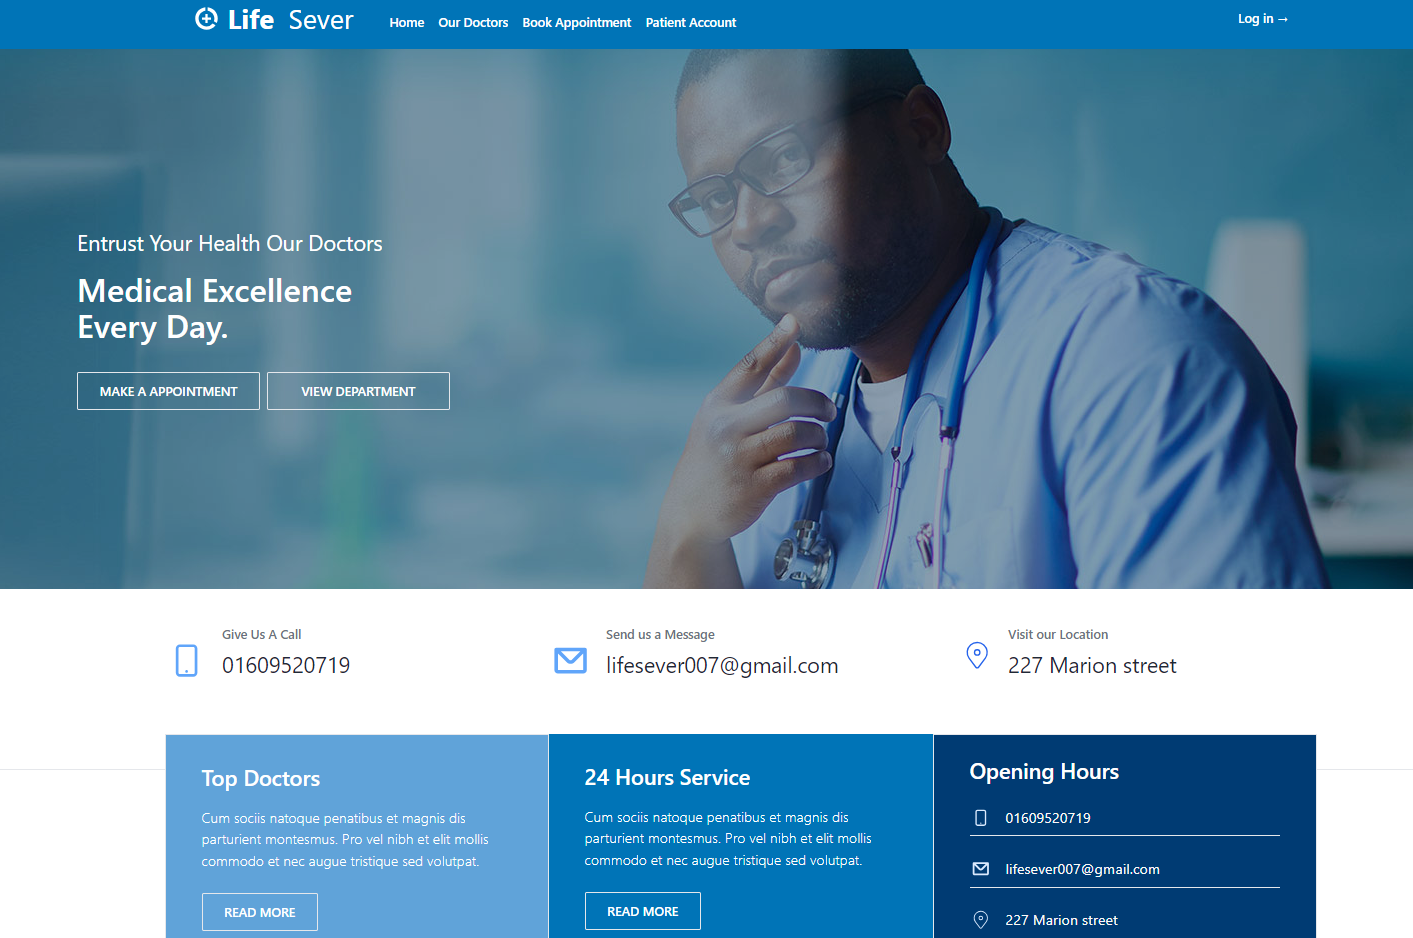 Life Sever
Home Our Doctors Book Appointment Patient Account
Log in →
Entrust Your Health Our Doctors
Medical Excellence
Every Day.
MAKE A APPOINTMENT
VIEW DEPARTMENT
Give Us A Call
01609520719
Send us a Message
lifesever007@gmail.com
Visit our Location
227 Marion street
Top Doctors
Cum sociis natoque penatibus et magnis dis
parturient montesmus. Pro vel nibh et elit mollis
commodo et nec augue tristique sed volutpat.
READ MORE
24 Hours Service
Cum sociis natoque penatibus et magnis dis
parturient montesmus. Pro vel nibh et elit mollis
commodo et nec augue tristique sed volutpat.
READ MORE
Opening Hours
01609520719
lifesever007@gmail.com
227 Marion street